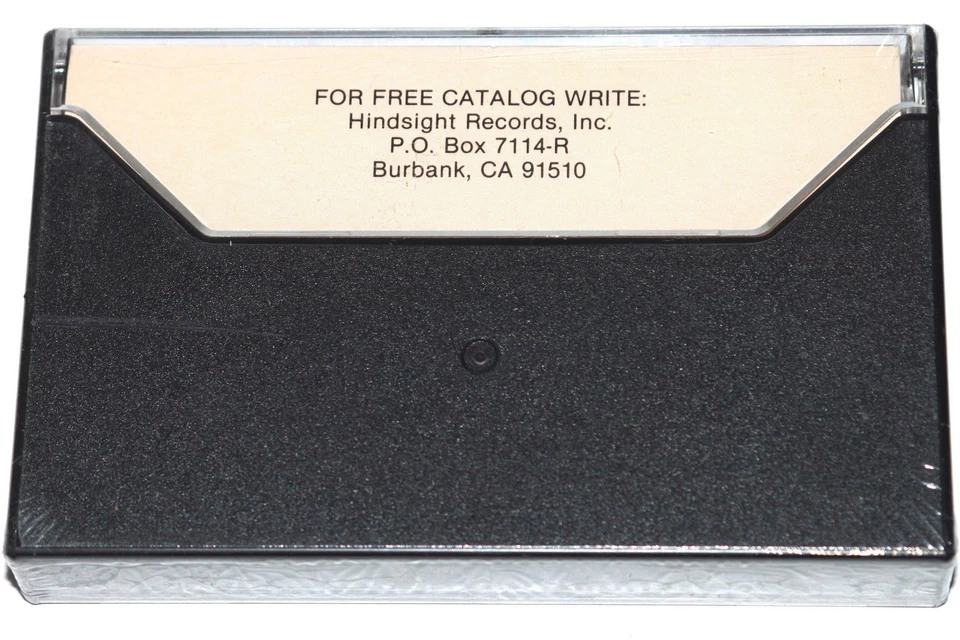 FOR FREE CATALOG WRITE:
Hindsight Records, Inc.
P.O. Box 7114-R
Burbank, CA 91510